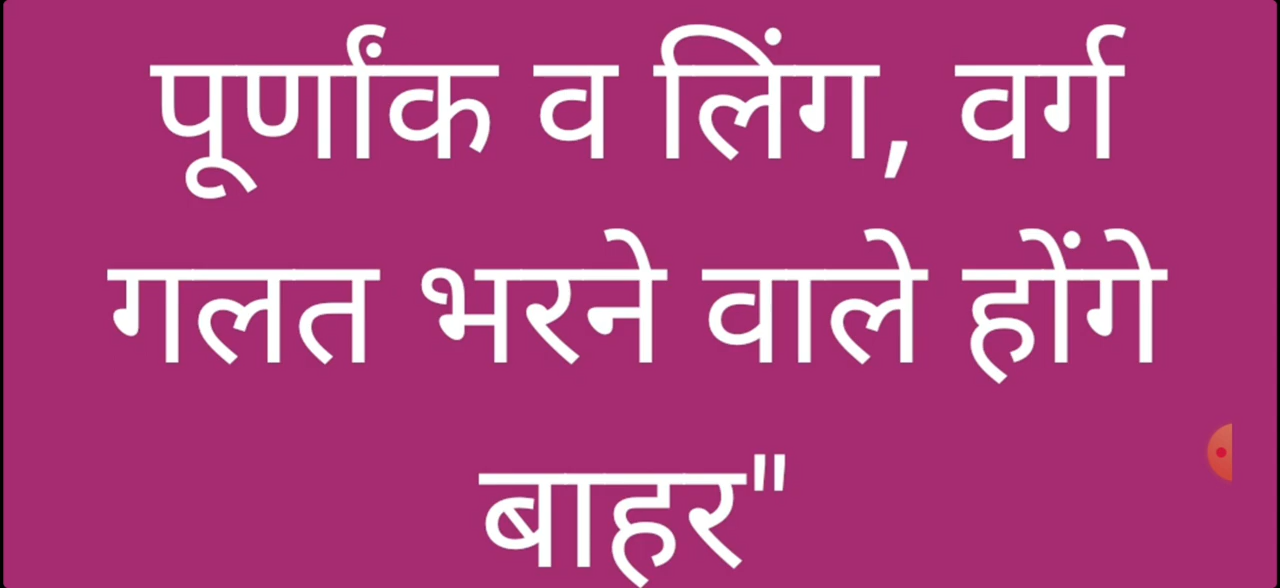 पूर्णांक व लिंग, वर्ग
गलत भरने वाले होंगे
बाहर"